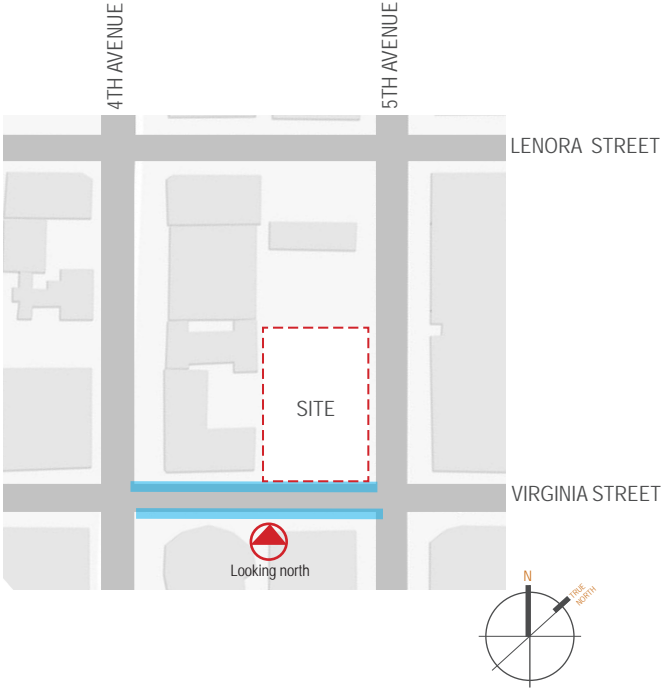 4TH AVENUE
5TH AVENUE
LENORA STREET
SITE
VIRGINIA STREET
Looking north
N
TRUE
NORTH